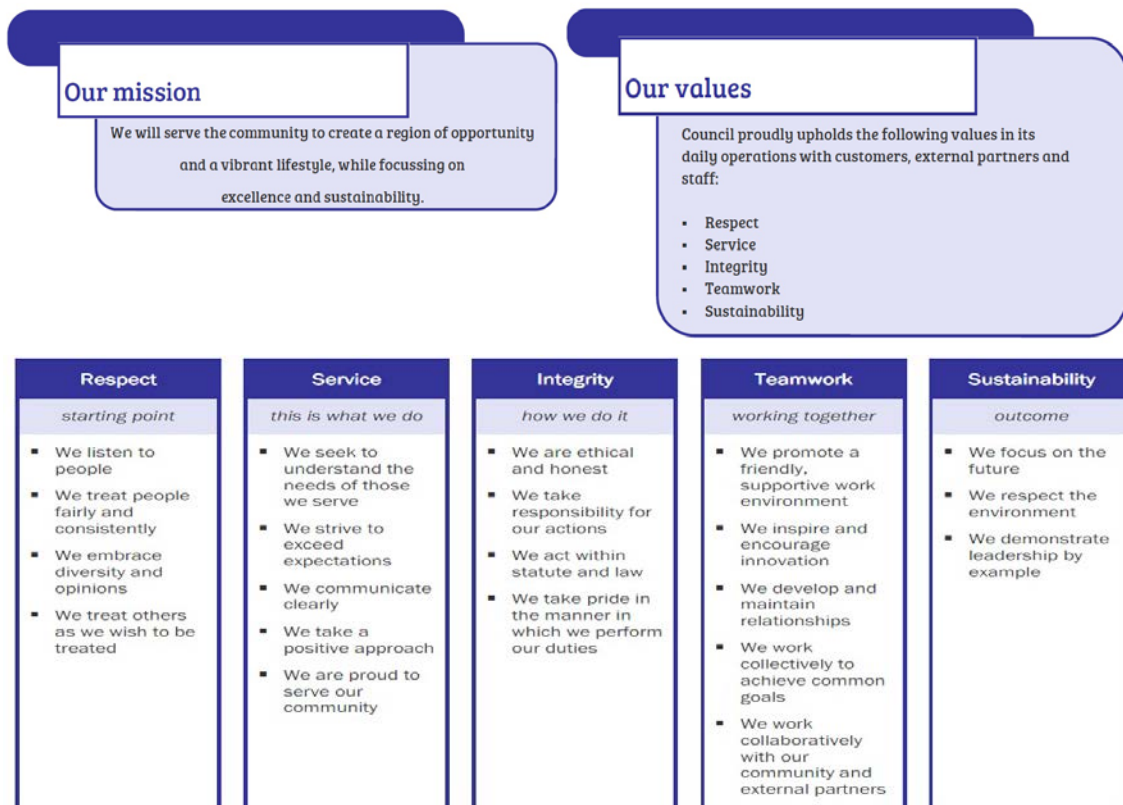 Our mission
We will serve the community to create a region of opportunity
and a vibrant lifestyle, while focussing on
excellence and sustainability.
Our values
Council proudly upholds the following values in its
daily operations with customers, external partners and
staff:
▪ Respect
▪ Service
▪ Integrity
▪ Teamwork
▪ Sustainability
Respect
starting point
▪ We listen to
people
▪ We treat people
fairly and
consistently
▪ We embrace
diversity and
opinions
▪ We treat others
as we wish to be
treated
Service
this is what we do
▪ We seek to
understand the
needs of those
we serve
▪ We strive to
exceed
expectations
▪ We communicate
clearly
▪ We take a
positive approach
▪ We are proud to
serve our
community
Integrity
how we do it
▪ We are ethical
and honest
▪ We take
responsibility for
our actions
▪ We act within
statute and law
▪ We take pride in
the manner in
which we perform
our duties
Teamwork
working together
▪ We promote a
friendly,
supportive work
environment
▪ We inspire and
encourage
innovation
▪ We develop and
maintain
relationships
▪ We work
collectively to
achieve common
goals
▪ We work
collaboratively
with our
community and
external partners
Sustainability
outcome
▪ We focus on the
future
▪ We respect the
environment
▪ We demonstrate
leadership by
example